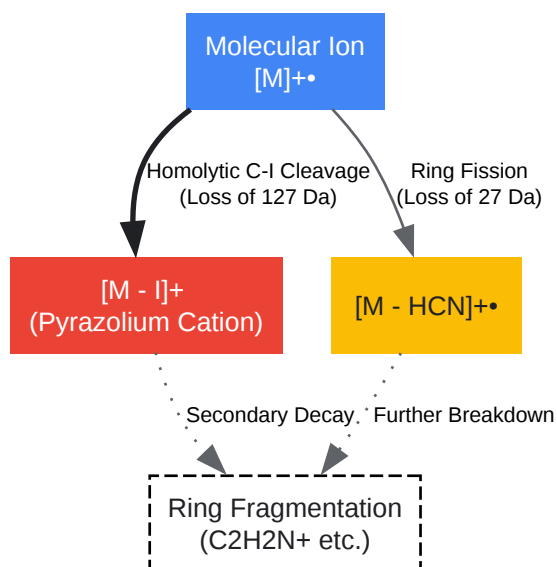 Molecular Ion
[M]+•
Homolytic C-I Cleavage
(Loss of 127 Da)
Ring Fission
(Loss of 27 Da)
[M - I]+
(Pyrazolium Cation)
[M - HCN]+•
Secondary Decay
Further Breakdown
Ring Fragmentation
(C2H2N+ etc.)